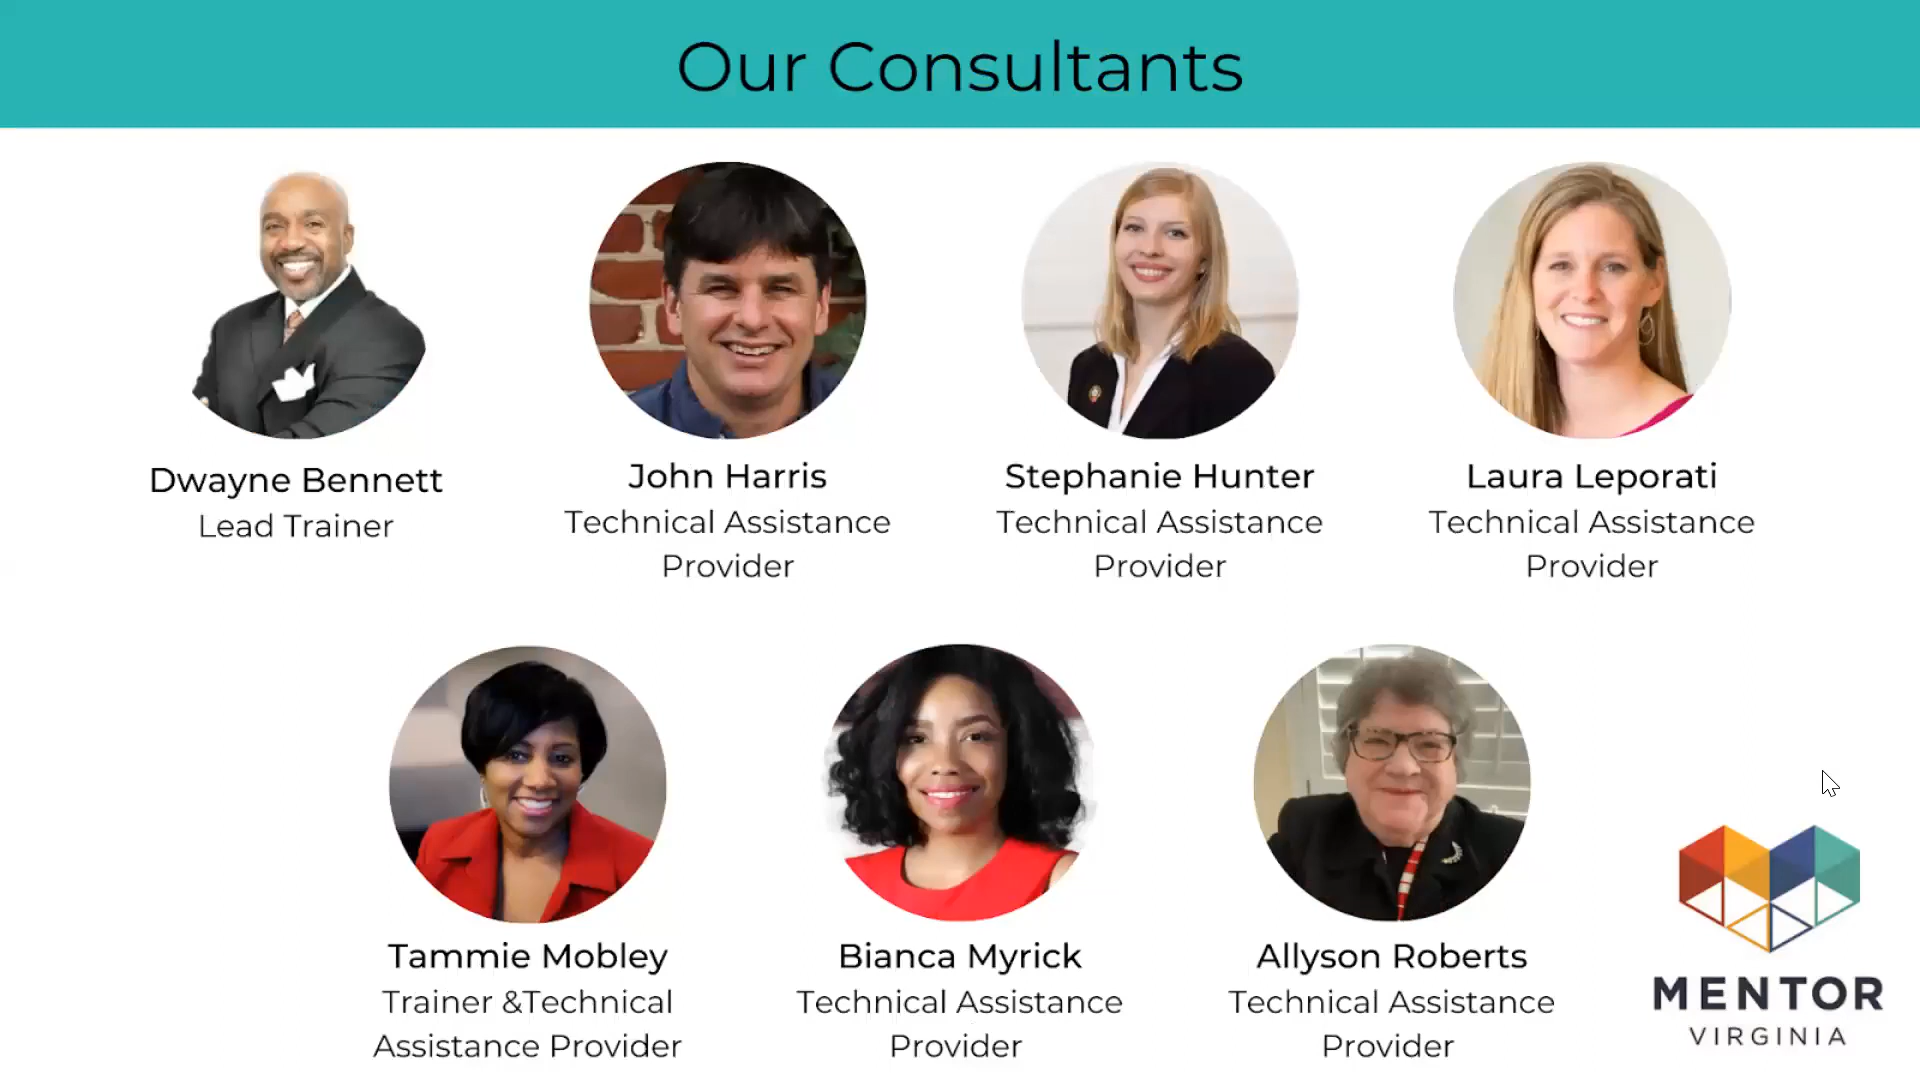 Our Consultants
Dwayne Bennett
Lead Trainer
John Harris
Technical Assistance
Provider
Stephanie Hunter
Technical Assistance
Provider
Laura Leporati
Technical Assistance
Provider
Tammie Mobley
Trainer &Technical
Assistance Provider
Bianca Myrick
Technical Assistance
Provider
Allyson Roberts
Technical Assistance
Provider
MENTOR
VIRGINIA